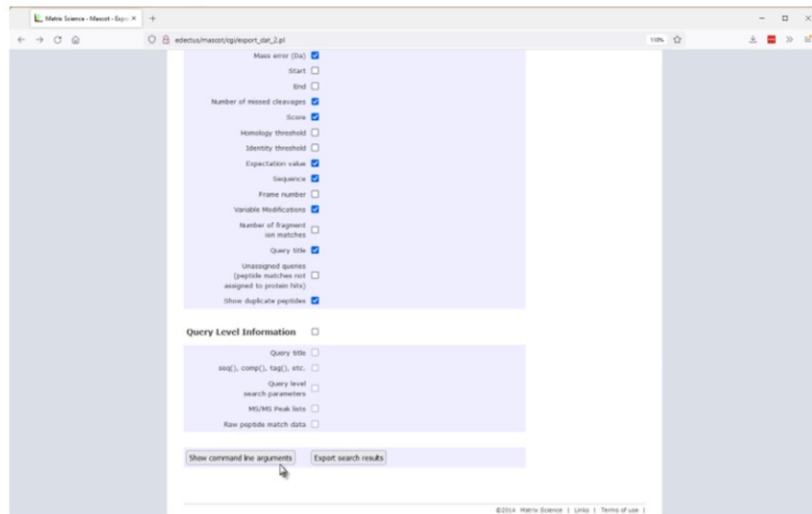 Matrix Science - Mascot - Expo
edectus/mascot/cgi/export_dat_2.pl
110%
Mass error (Da)
Start
End
Number of missed cleavages
Score
Homology threshold
Identity threshold
Expectation value
Sequence
Frame number
Variable Modifications
Number of fragment
ion matches
Query title
Unassigned queries
(peptide matches not
assigned to protein hits)
Show duplicate peptides
Query Level Information
Query title
seq(), comp(), tag(), etc.
Query level
search parameters
MS/MS Peak lists
Raw peptide match data
Show command line arguments Export search results
©2014 Matrix Science | Links | Terms of use |